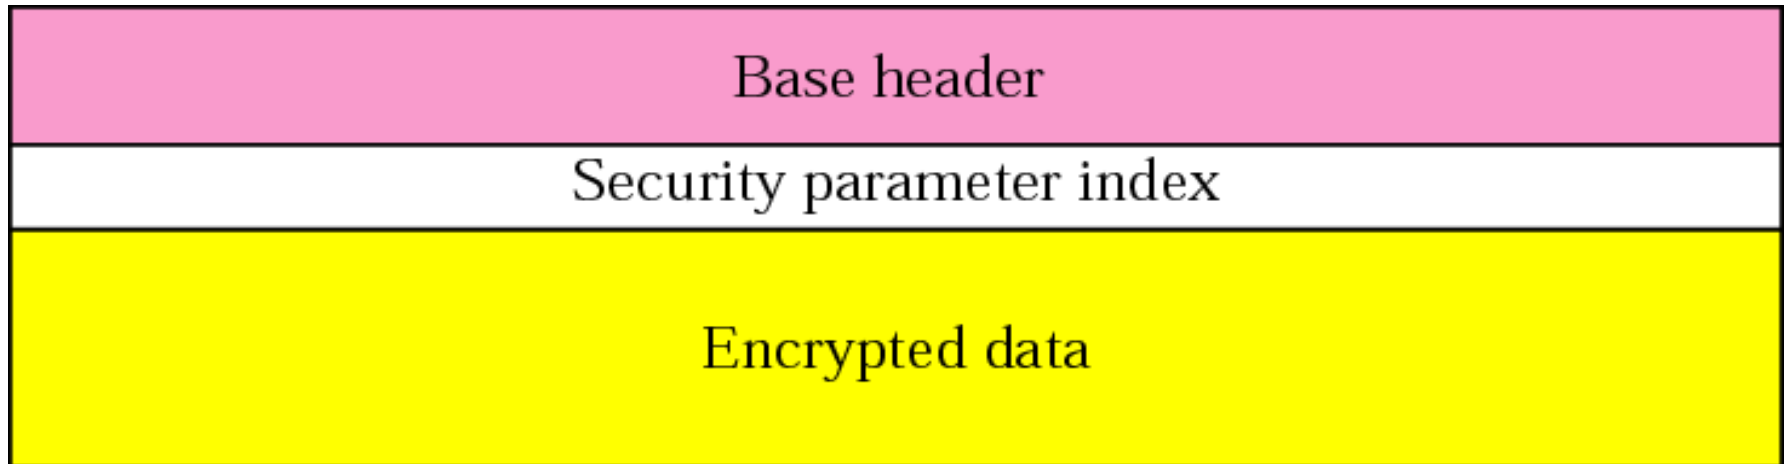 Base header
Security parameter index
Encrypted data